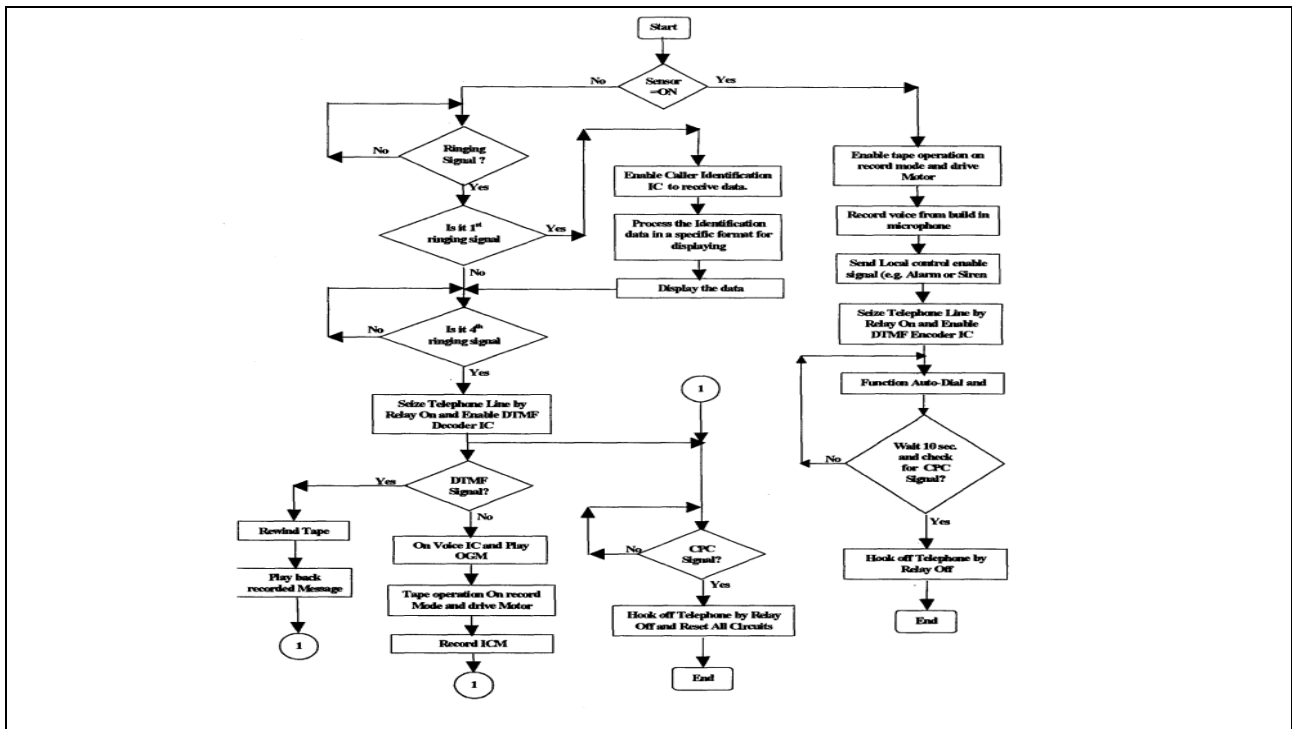 Start
Sensor
=ON
No
Yes
Ringing
Signal ?
No
Yes
Is it 1st
ringing signal
Yes
No
Enable Caller Identification
IC to receive data.
Process the Identification
data in a specific format for
displaying
Display the data
Is it 4th
ringing signal
No
Yes
Seize Telephone Line by
Relay On and Enable DTMF
Decoder IC
DTMF
Signal?
Yes
No
Rewind Tape
Play back
recorded Message
1
On Voice IC and Play
OGM
Tape operation On record
Mode and drive Motor
Record ICM
1
1
CPC
Signal?
No
Yes
Hook off Telephone by Relay
Off and Reset All Circuits
End
Enable tape operation on
record mode and drive
Motor
Record voice from build in
microphone
Send Local control enable
signal (e.g. Alarm or Siren
Seize Telephone Line by
Relay On and Enable
DTMF Encoder IC
Function Auto-Dial and
Wait 10 sec.
and check
for CPC
Signal?
No
Yes
Hook off Telephone by
Relay Off
End